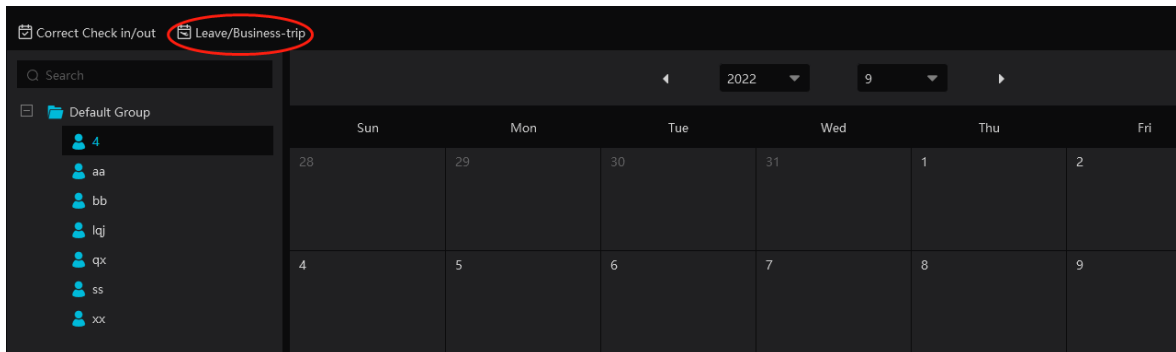 Correct Check in/out Leave/Business-trip
Search
2022 9
Default Group
Sun Mon Tue Wed Thu Fri
4
28 29 30 31 1 2
aa
bb
lqj
qx
4 5 6 7 8 9
ss
xx